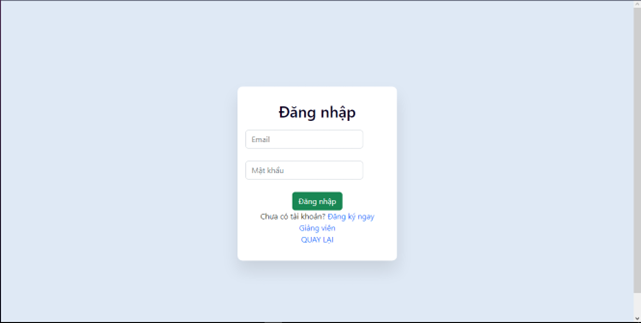 Đăng nhập
Email
Mật khẩu
Đăng nhập
Chưa có tài khoản? Đăng ký ngay
Giảng viên
QUAY LẠI